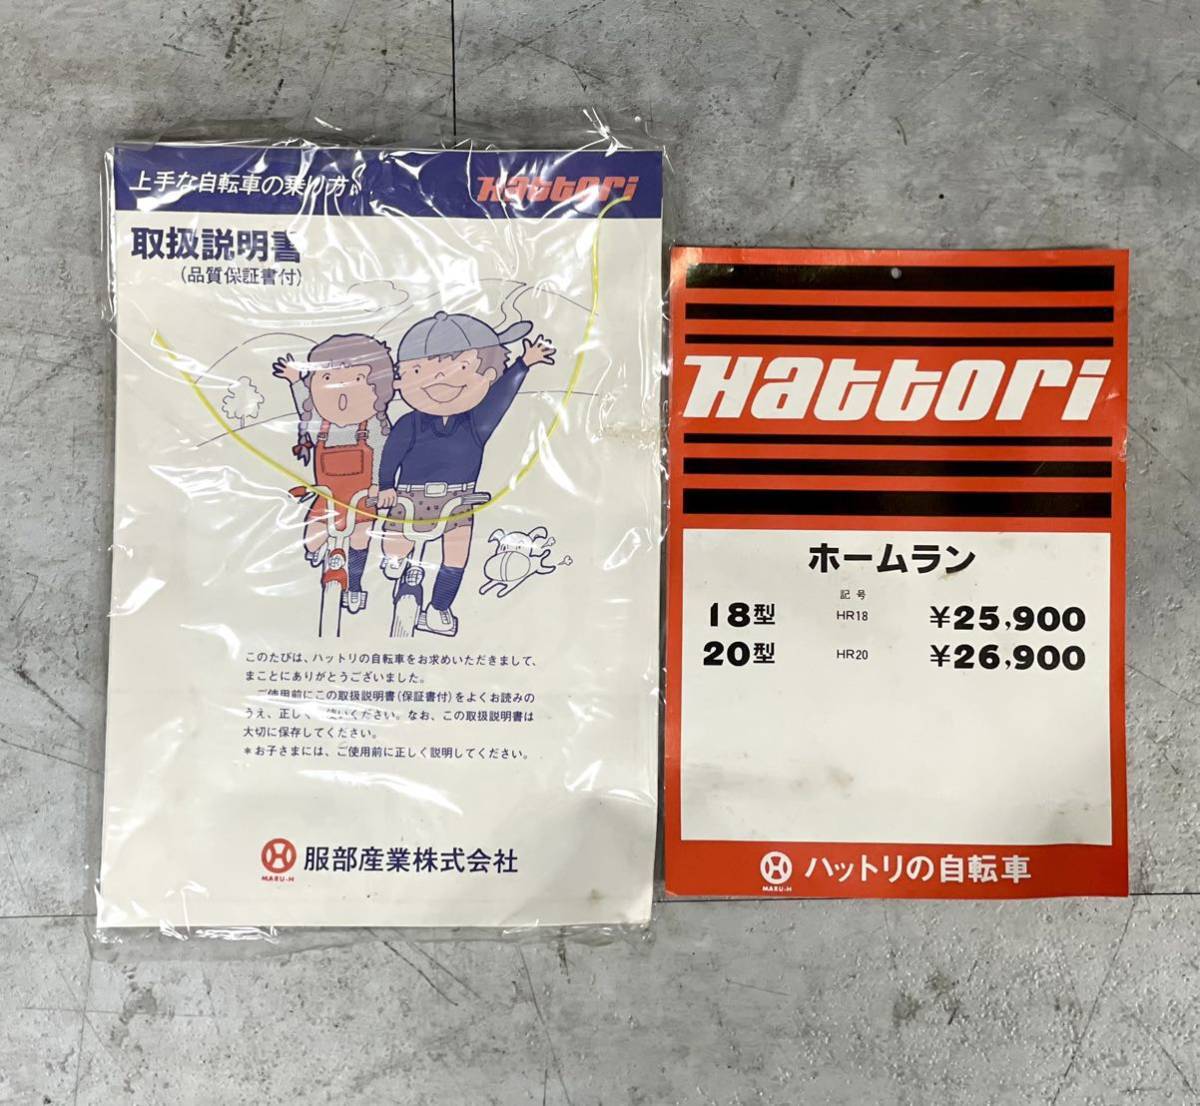 上手な自転車の乗り方
Hattori
取扱説明書
(品質保証書付)
このたびは、ハットリの自転車をお求めいただきまして、
まことにありがとうございました。
ご使用前にこの取扱説明書(保証書付)をよくお読みの
うえ、正しく 使いください。なお、この取扱説明書は
大切に保存してください。
*お子さまには、ご使用前に正しく説明してください。
MARU-H
服部産業株式会社
Hattori
ホームラン
記号
18型 HR18 ¥25,900
20型 HR20 ¥26,900
MARU-H
ハットリの自転車